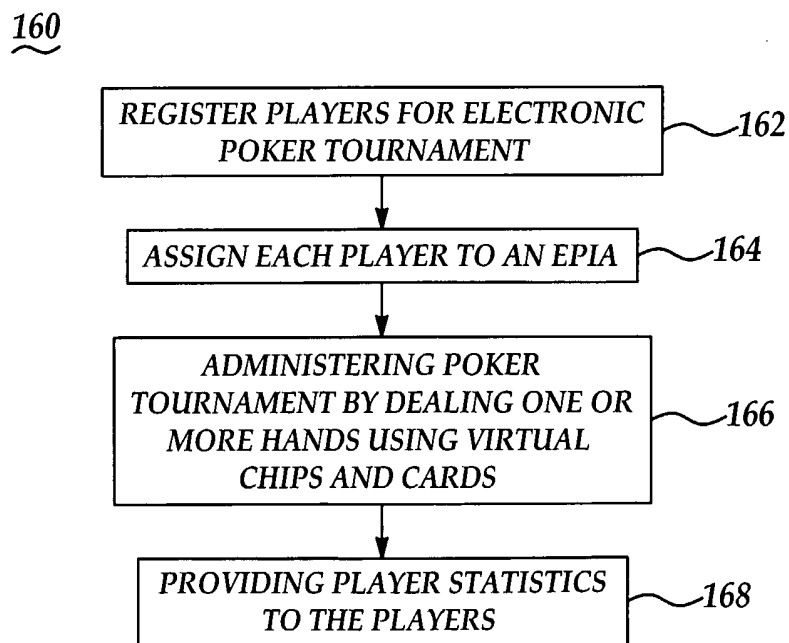 160
REGISTER PLAYERS FOR ELECTRONIC
POKER TOURNAMENT
162
ASSIGN EACH PLAYER TO AN EPIA
164
ADMINISTERING POKER
TOURNAMENT BY DEALING ONE OR
MORE HANDS USING VIRTUAL
CHIPS AND CARDS
166
PROVIDING PLAYER STATISTICS
TO THE PLAYERS
168